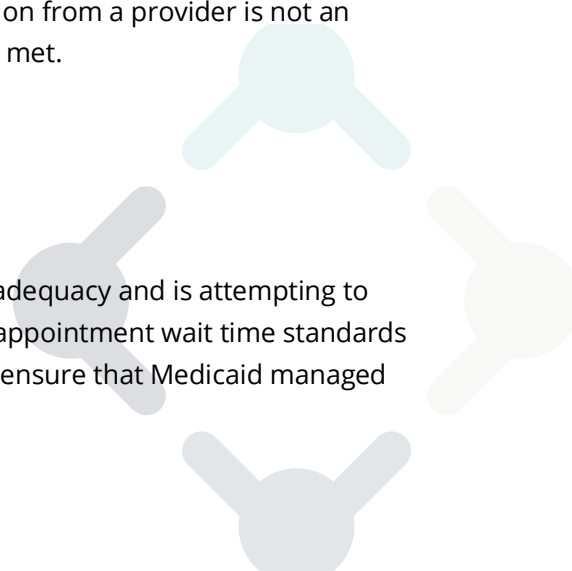 on from a provider is not an
met.
adequacy and is attempting to
appointment wait time standards
ensure that Medicaid managed